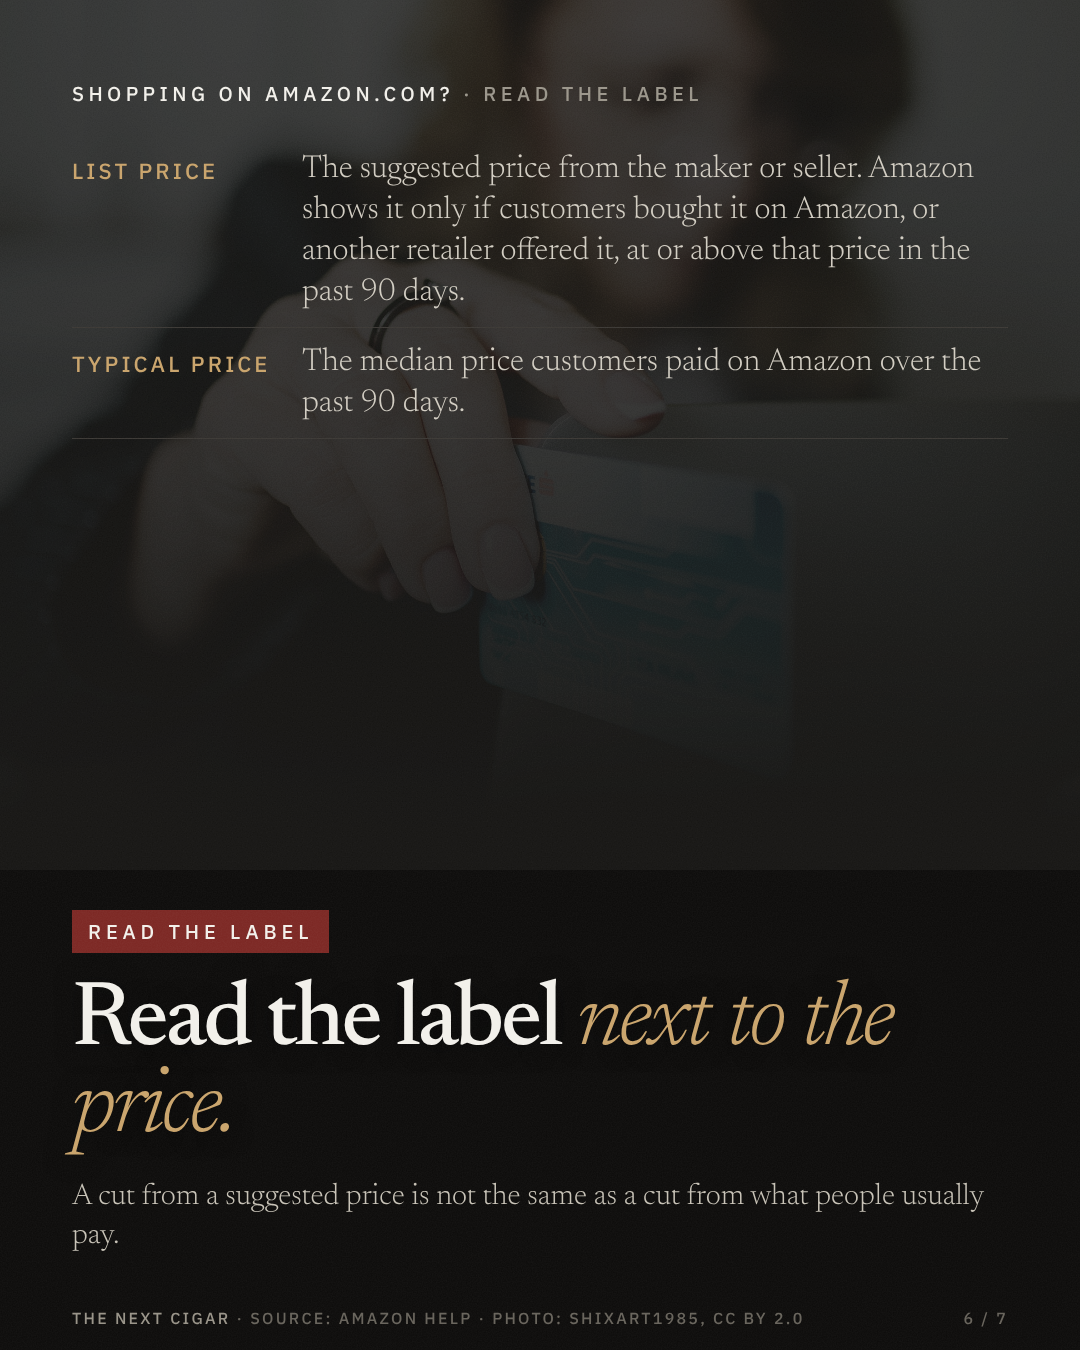 SHOPPING ON AMAZON.COM? · READ THE LABEL
LIST PRICE
The suggested price from the maker or seller. Amazon
shows it only if customers bought it on Amazon, or
another retailer offered it, at or above that price in the
past 90 days.
TYPICAL PRICE
The median price customers paid on Amazon over the
past 90 days.
READ THE LABEL
Read the label next to the
price.
A cut from a suggested price is not the same as a cut from what people usually
pay.
THE NEXT CIGAR · SOURCE: AMAZON HELP · PHOTO: SHIXART1985, CC BY 2.0
6 / 7